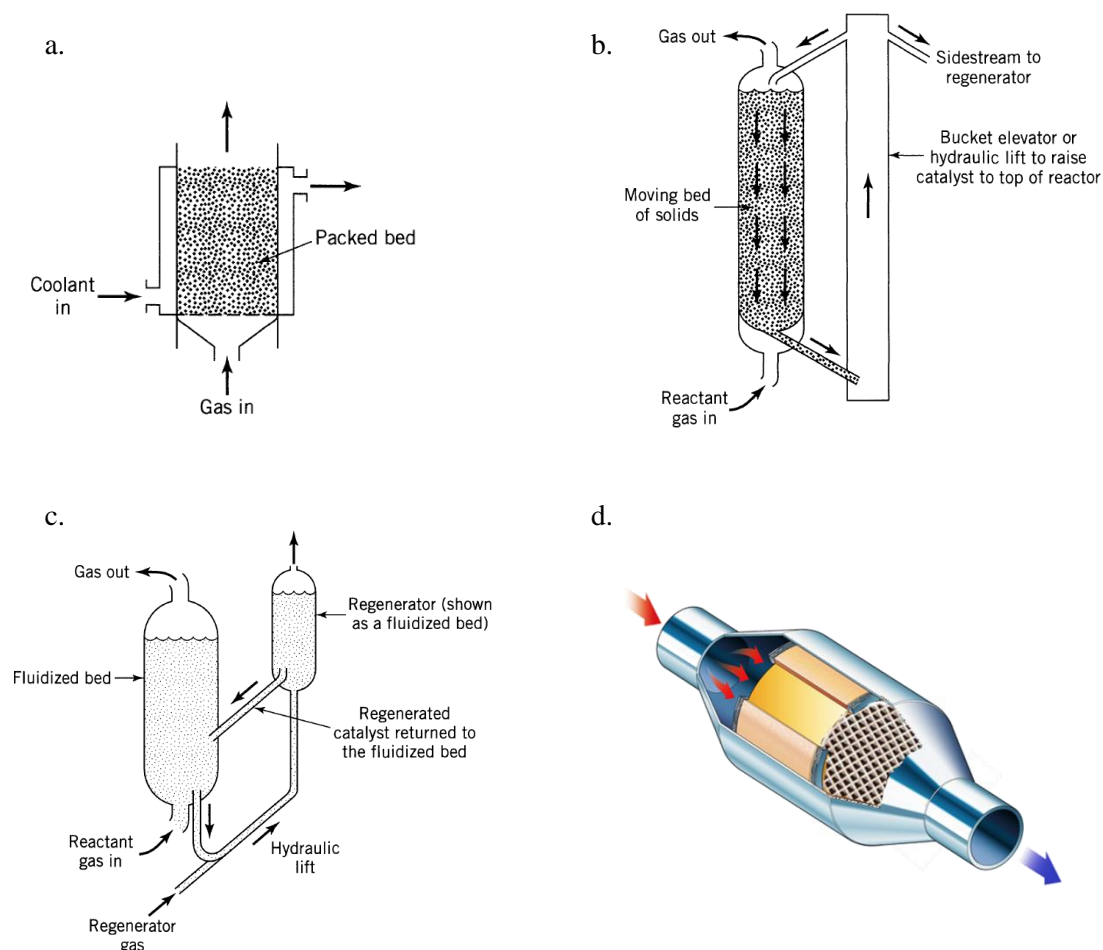 a.
Coolant
in
Packed bed
Gas in
b.
Gas out
Sidestream to
regenerator
Bucket elevator or
hydraulic lift to raise
catalyst to top of reactor
Moving bed
of solids
Reactant
gas in
c.
Gas out
Regenerator (shown
as a fluidized bed)
Fluidized bed
Regenerated
catalyst returned to
the fluidized bed
Reactant
gas in
Hydraulic
lift
Regenerator
gas
d.